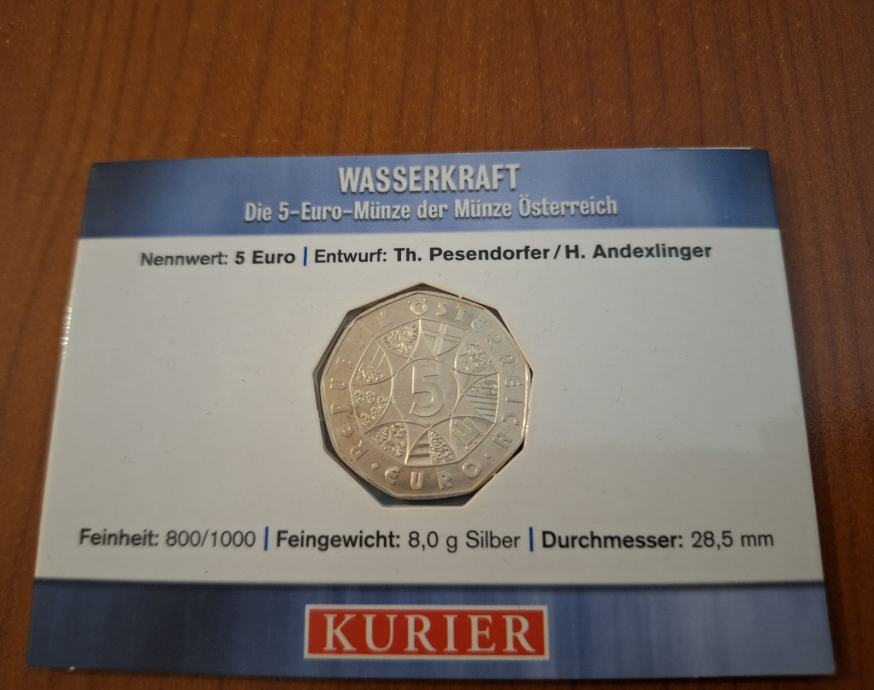 WASSERKRAFT
Die 5-Euro-Münze der Münze Österreich
Nennwert: 5 Euro | Entwurf: Th. Pesendorfer / H. Andexlinger
REPUBLIK ÖSTERREICH
5
· EURO ·
Feinheit: 800/1000 | Feingewicht: 8,0 g Silber | Durchmesser: 28,5 mm
KURIER